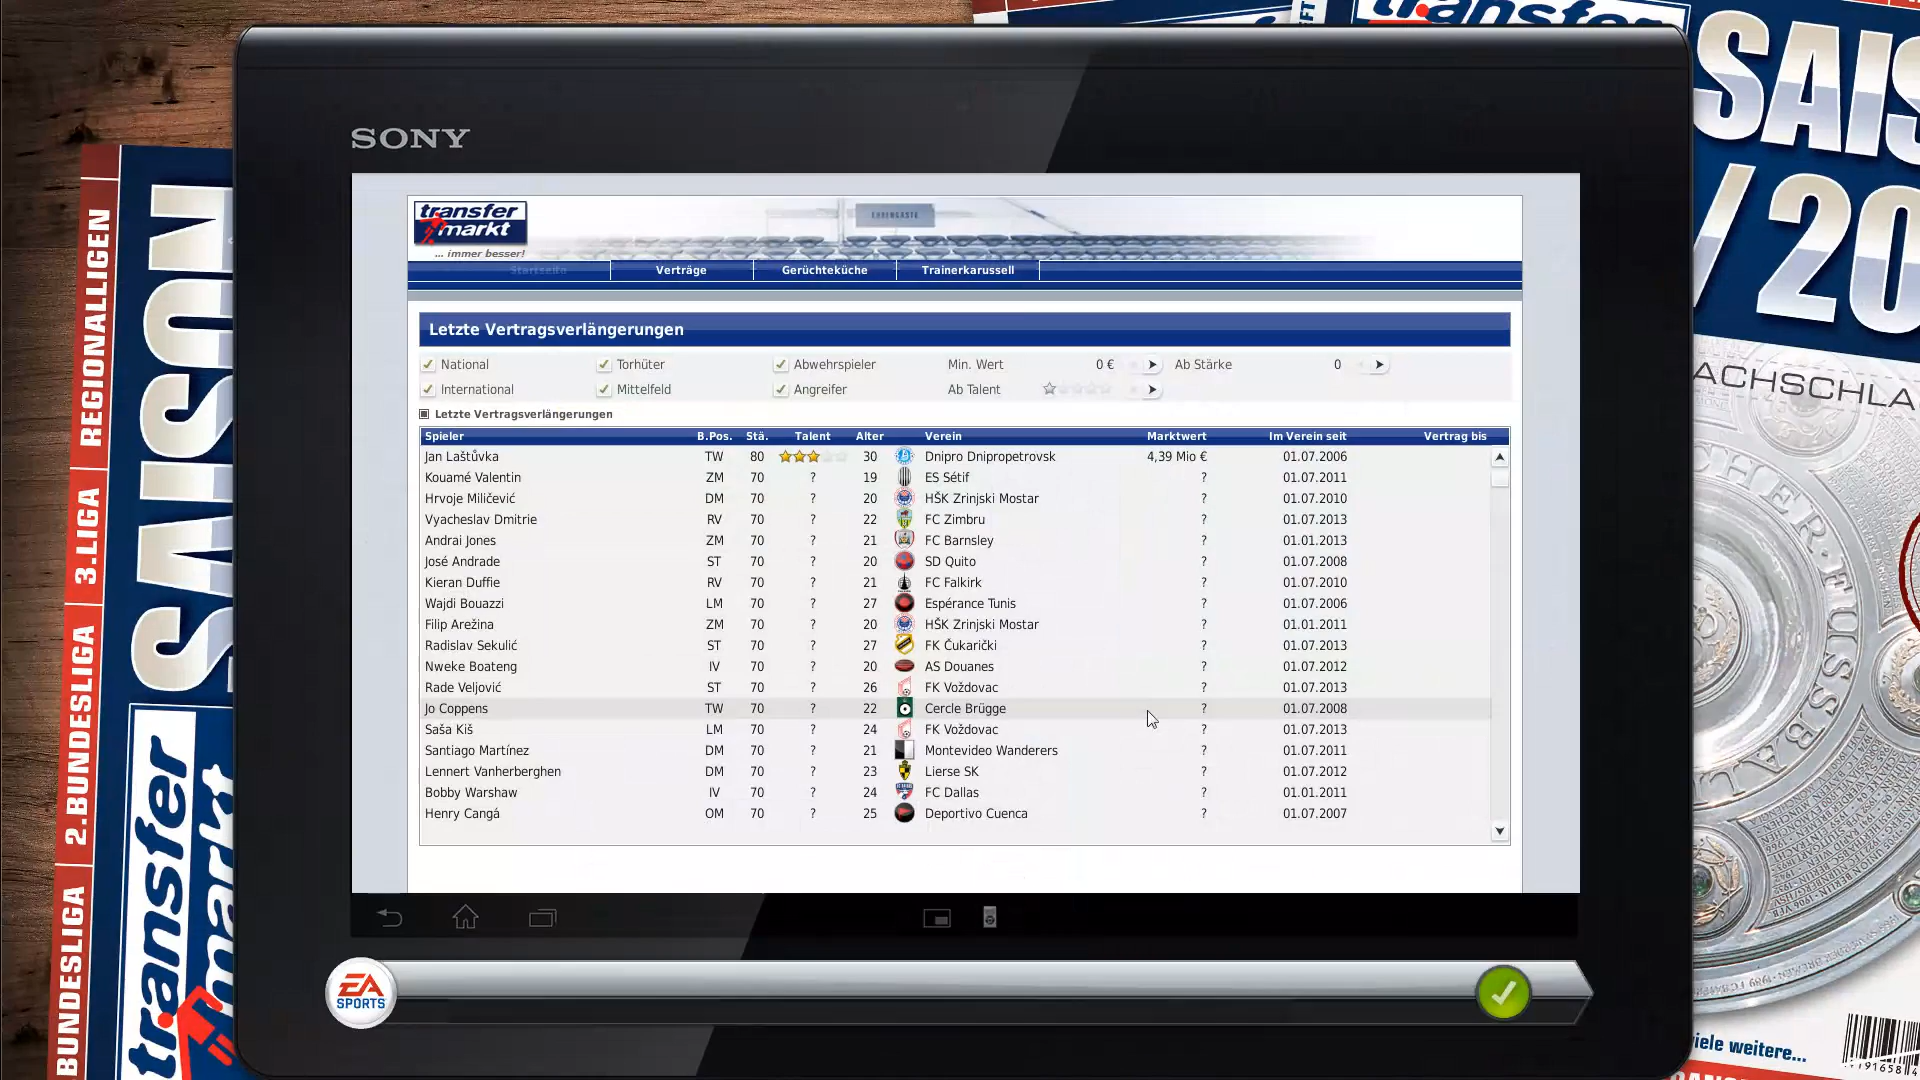 SONY
transfer
markt
... immer besser!
EHRENGÄSTE
Startseite Verträge Gerüchteküche Trainerkarussell
Letzte Vertragsverlängerungen
National Torhüter Abwehrspieler Min. Wert 0 € Ab Stärke 0
International Mittelfeld Angreifer Ab Talent
Letzte Vertragsverlängerungen
Spieler B.Pos. Stä. Talent Alter Verein Marktwert Im Verein seit Vertrag bis
Jan Laštůvka TW 80 30 Dnipro Dnipropetrovsk 4,39 Mio € 01.07.2006
Kouamé Valentin ZM 70 ? 19 ES Sétif ? 01.07.2011
Hrvoje Miličević DM 70 ? 20 HŠK Zrinjski Mostar ? 01.07.2010
Vyacheslav Dmitrie RV 70 ? 22 FC Zimbru ? 01.07.2013
Andrai Jones ZM 70 ? 21 FC Barnsley ? 01.01.2013
José Andrade ST 70 ? 20 SD Quito ? 01.07.2008
Kieran Duffie RV 70 ? 21 FC Falkirk ? 01.07.2010
Wajdi Bouazzi LM 70 ? 27 Espérance Tunis ? 01.07.2006
Filip Arežina ZM 70 ? 20 HŠK Zrinjski Mostar ? 01.01.2011
Radislav Sekulić ST 70 ? 27 FK Čukarički ? 01.07.2013
Nweke Boateng IV 70 ? 20 AS Douanes ? 01.07.2012
Rade Veljović ST 70 ? 26 FK Voždovac ? 01.07.2013
Jo Coppens TW 70 ? 22 Cercle Brügge ? 01.07.2008
Saša Kiš LM 70 ? 24 FK Voždovac ? 01.07.2013
Santiago Martínez DM 70 ? 21 Montevideo Wanderers ? 01.07.2011
Lennert Vanherberghen DM 70 ? 23 Lierse SK ? 01.07.2012
Bobby Warshaw IV 70 ? 24 FC Dallas ? 01.01.2011
Henry Cangá OM 70 ? 25 Deportivo Cuenca ? 01.07.2007
EA
SPORTS
BUNDESLIGA 2.BUNDESLIGA 3.LIGA REGIONALLIGEN
SAISON
transfer
markt
transfer
SAIS
/20
ACHSCHLA
iele weitere...